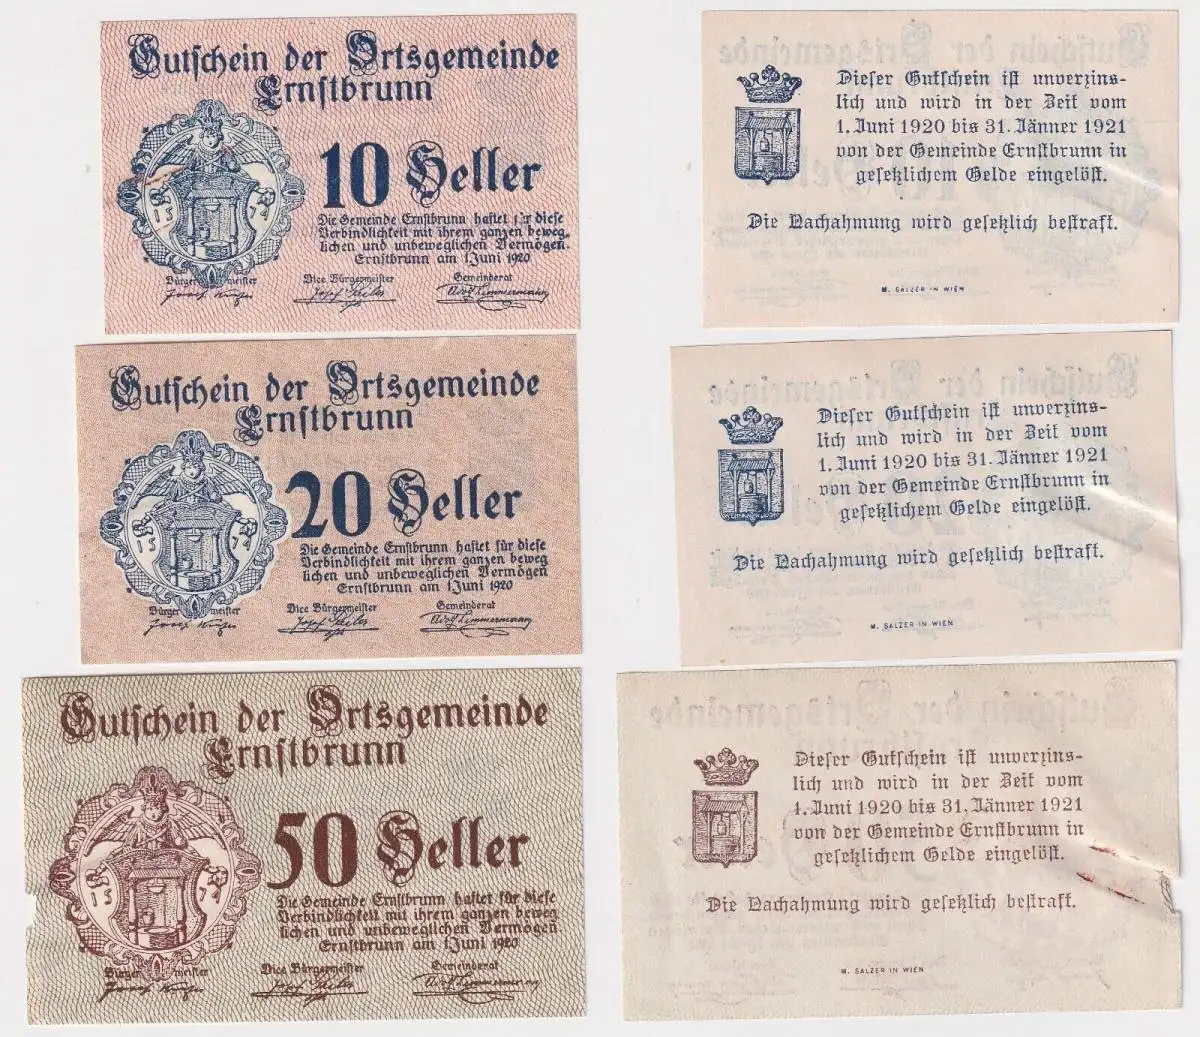 Gutschein der Ortsgemeinde
Ernstbrunn
10 Heller
Die Gemeinde Ernstbrunn haftet für diese
Verbindlichkeit mit ihrem ganzen beweg.
lichen und unbeweglichen Vermögen.
Ernstbrunn am 1 Juni 1920
1574
Bürgermeister
Vice Bürgermeister
Gemeinderat
Adolf Zimmermann
Dieser Gutschein ist unverzins-
lich und wird in der Zeit vom
1. Juni 1920 bis 31. Jänner 1921
von der Gemeinde Ernstbrunn in
gesetzlichem Gelde eingelöst.
Die Nachahmung wird gesetzlich bestraft.
M. SALZER IN WIEN
Gutschein der Ortsgemeinde
Ernstbrunn
20 Heller
Die Gemeinde Ernstbrunn haftet für diese
Verbindlichkeit mit ihrem ganzen beweg
lichen und unbeweglichen Vermögen
Ernstbrunn am 1 Juni 1920
1574
Bürgermeister
Vice Bürgermeister
Gemeinderat
Adolf Zimmermann
Dieser Gutschein ist unverzins-
lich und wird in der Zeit vom
1. Juni 1920 bis 31. Jänner 1921
von der Gemeinde Ernstbrunn in
gesetzlichem Gelde eingelöst.
Die Nachahmung wird gesetzlich bestraft.
M. SALZER IN WIEN
Gutschein der Ortsgemeinde
Ernstbrunn
50 Heller
Die Gemeinde Ernstbrunn haftet für diese
Verbindlichkeit mit ihrem ganzen beweg
lichen und unbeweglichen Vermögen
Ernstbrunn am 1 Juni 1920
1574
Bürgermeister
Vice Bürgermeister
Gemeinderat
Adolf Zimmermann
Dieser Gutschein ist unverzins-
lich und wird in der Zeit vom
1. Juni 1920 bis 31. Jänner 1921
von der Gemeinde Ernstbrunn in
gesetzlichem Gelde eingelöst.
Die Nachahmung wird gesetzlich bestraft.
M. SALZER IN WIEN